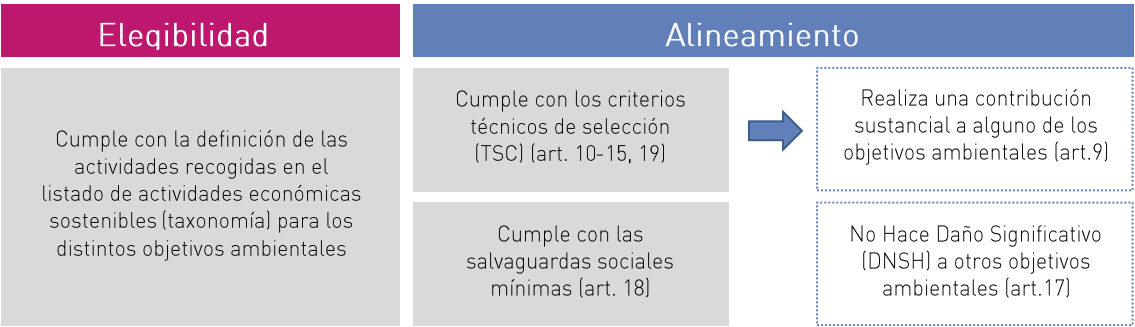 Elegibilidad
Alineamiento
Cumple con la definición de las
actividades recogidas en el
listado de actividades económicas
sostenibles (taxonomía) para los
distintos objetivos ambientales
Cumple con los criterios
técnicos de selección
(TSC) (art. 10-15, 19)
Realiza una contribución
sustancial a alguno de los
objetivos ambientales (art.9)
Cumple con las
salvaguardas sociales
mínimas (art. 18)
No Hace Daño Significativo
(DNSH) a otros objetivos
ambientales (art.17)